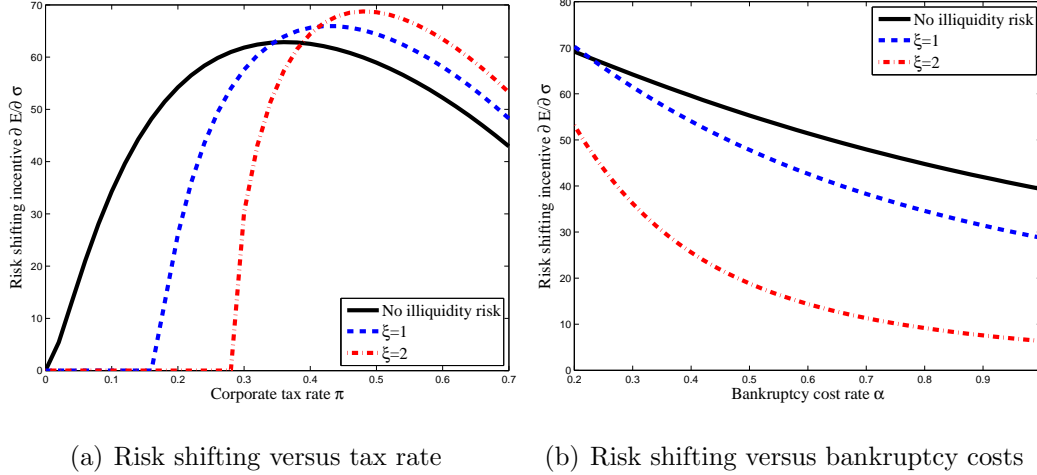 Risk shifting incentive ∂ E/∂ σ
70
60
50
40
30
20
10
0
0 0.1 0.2 0.3 0.4 0.5 0.6 0.7
Corporate tax rate π
No illiquidity risk
ξ=1
ξ=2
(a) Risk shifting versus tax rate
Risk shifting incentive ∂ E/∂ σ
80
70
60
50
40
30
20
10
0
0.2 0.3 0.4 0.5 0.6 0.7 0.8 0.9
Bankruptcy cost rate α
No illiquidity risk
ξ=1
ξ=2
(b) Risk shifting versus bankruptcy costs